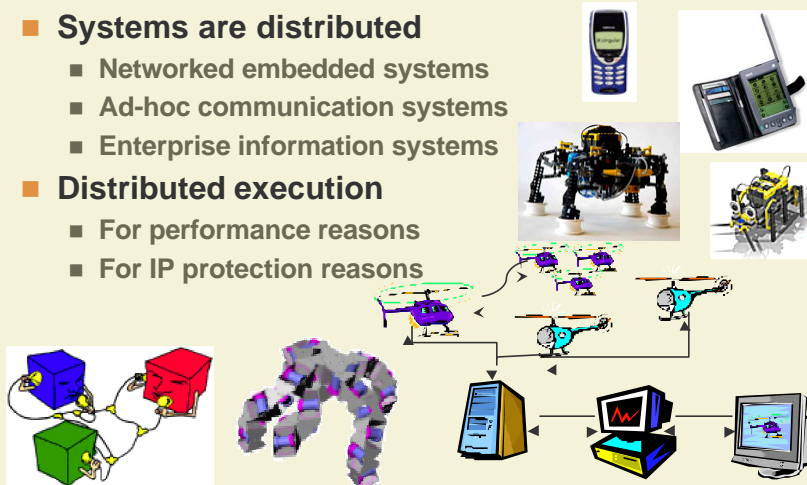 Systems are distributed
Networked embedded systems
Ad-hoc communication systems
Enterprise information systems
Distributed execution
For performance reasons
For IP protection reasons